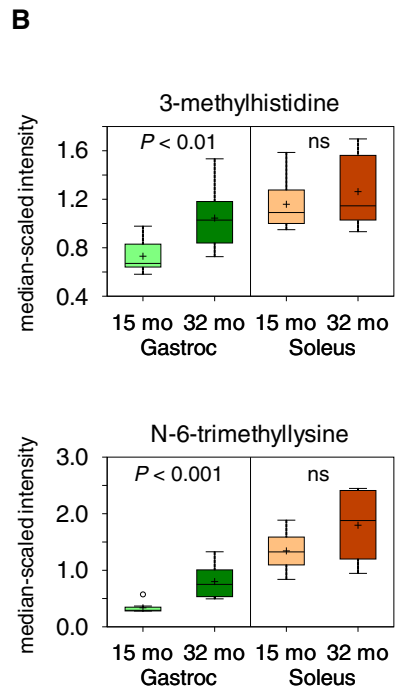 B
3-methylhistidine
median-scaled intensity
1.6
1.2
0.8
0.4
P < 0.01
ns
15 mo 32 mo 15 mo 32 mo
Gastroc Soleus
N-6-trimethyllysine
median-scaled intensity
3.0
2.0
1.0
0.0
P < 0.001
ns
15 mo 32 mo 15 mo 32 mo
Gastroc Soleus